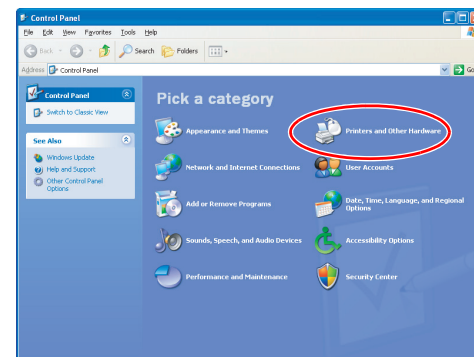 Control Panel
File Edit View Favorites Tools Help
Back Search Folders
Address Control Panel Go
Control Panel
Switch to Classic View
See Also
Windows Update
Help and Support
Other Control Panel
Options
Pick a category
Appearance and Themes
Printers and Other Hardware
Network and Internet Connections
User Accounts
Add or Remove Programs
Date, Time, Language, and Regional
Options
Sounds, Speech, and Audio Devices
Accessibility Options
Performance and Maintenance
Security Center